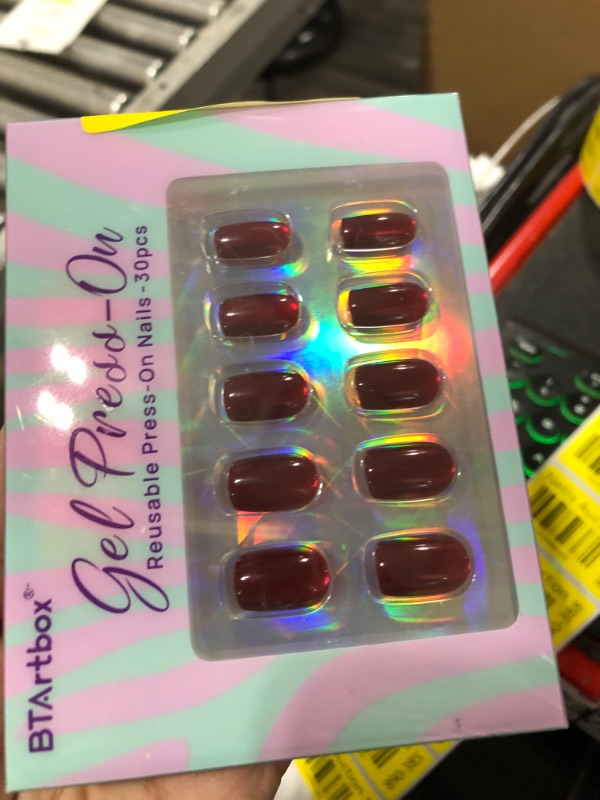 Gel Press-On
Reusable Press-On Nails-30pcs
BTArtbox®